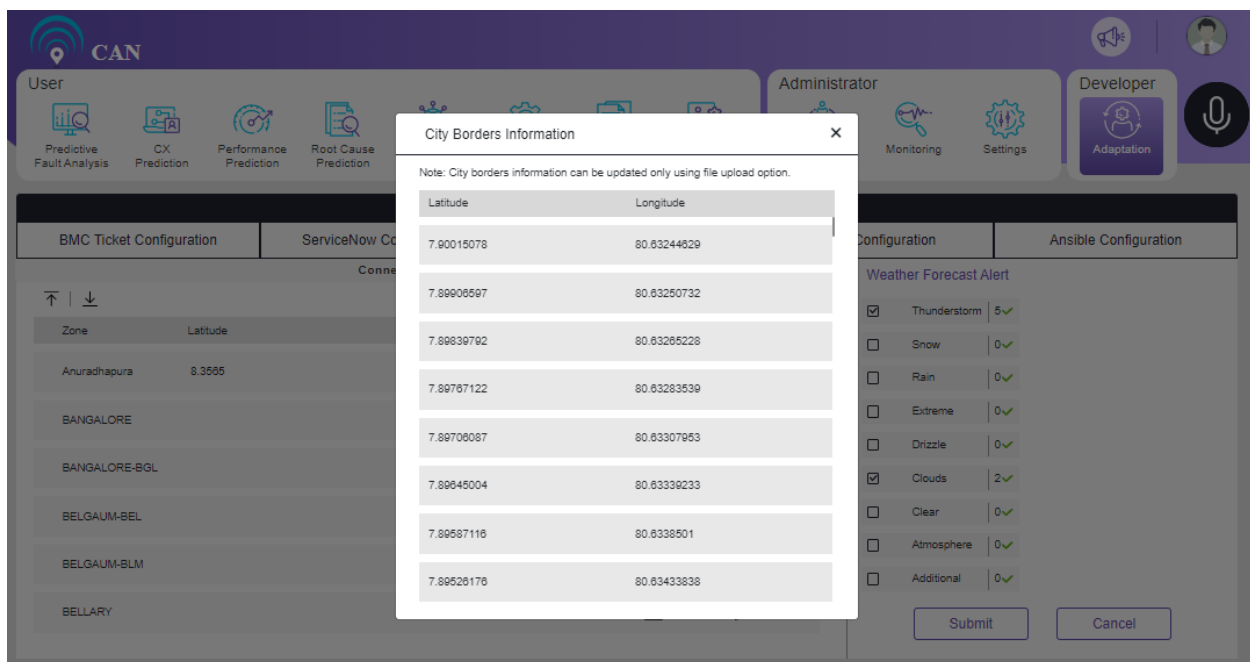 CAN
User
Administrator
Developer
Predictive
Fault Analysis
CX
Prediction
Performance
Prediction
Root Cause
Prediction
Monitoring
Settings
Adaptation
City Borders Information
Note: City borders information can be updated only using file upload option.
Latitude Longitude
7.90015078 80.63244629
7.89906597 80.63250732
7.89839792 80.63265228
7.89767122 80.63283539
7.89706087 80.63307953
7.89645004 80.63339233
7.89587116 80.6338501
7.89526176 80.63433838
BMC Ticket Configuration
ServiceNow Co
Configuration
Ansible Configuration
Conne
Zone Latitude
Anuradhapura 8.3565
BANGALORE
BANGALORE-BGL
BELGAUM-BEL
BELGAUM-BLM
BELLARY
Weather Forecast Alert
Thunderstorm 5
Snow 0
Rain 0
Extreme 0
Drizzle 0
Clouds 2
Clear 0
Atmosphere 0
Additional 0
Submit Cancel